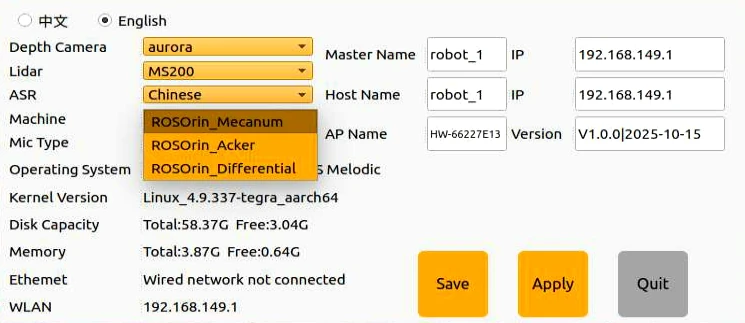 中文 English
Depth Camera aurora Master Name robot_1 IP 192.168.149.1
Lidar MS200
ASR Chinese Host Name robot_1 IP 192.168.149.1
Machine ROSOrin_Mecanum
Mic Type ROSOrin_Acker AP Name HW-66227E13 Version V1.0.0|2025-10-15
Operating System ROSOrin_Differential S Melodic
Kernel Version Linux_4.9.337-tegra_aarch64
Disk Capacity Total:58.37G Free:3.04G
Memory Total:3.87G Free:0.64G
Ethemet Wired network not connected
WLAN 192.168.149.1
Save Apply Quit